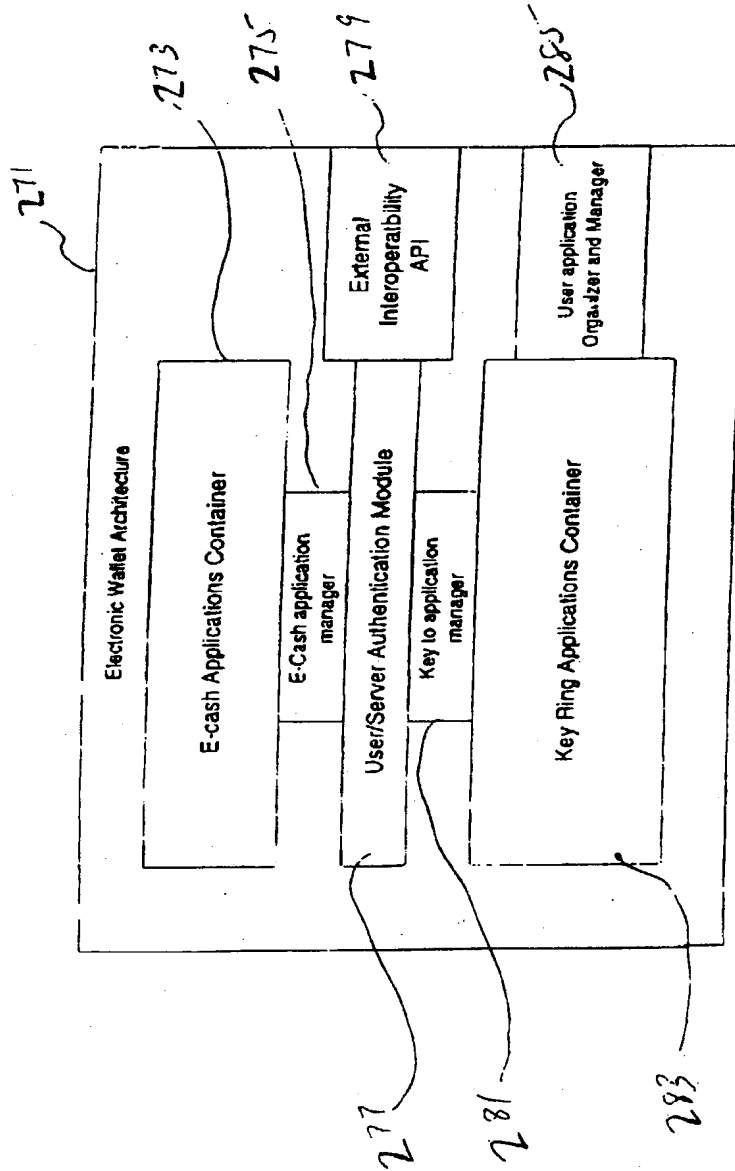 271
Electronic Wallet Architecture
273
E-cash Applications Container
275
E-Cash application
manager
277
User/Server Authentication Module
279
External
Interoperatbility
API
281
Key to application
manager
283
Key Ring Applications Container
285
User application
Organizer and Manager